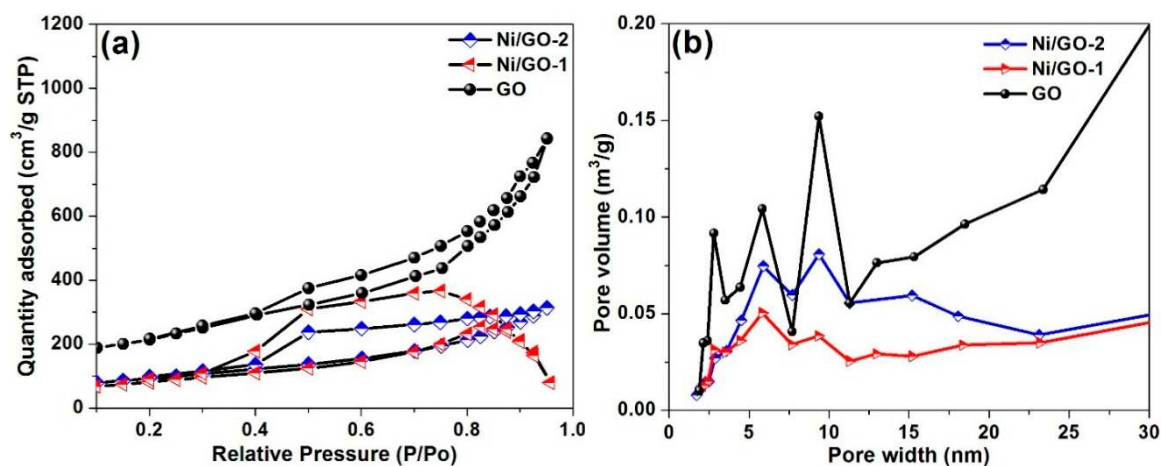 (a)
Ni/GO-2
Ni/GO-1
GO
Quantity adsorbed (cm³/g STP)
1200
1000
800
600
400
200
0
0.2 0.4 0.6 0.8 1.0
Relative Pressure (P/Po)
(b)
Ni/GO-2
Ni/GO-1
GO
Pore volume (m³/g)
0.20
0.15
0.10
0.05
0.00
0 5 10 15 20 25 30
Pore width (nm)